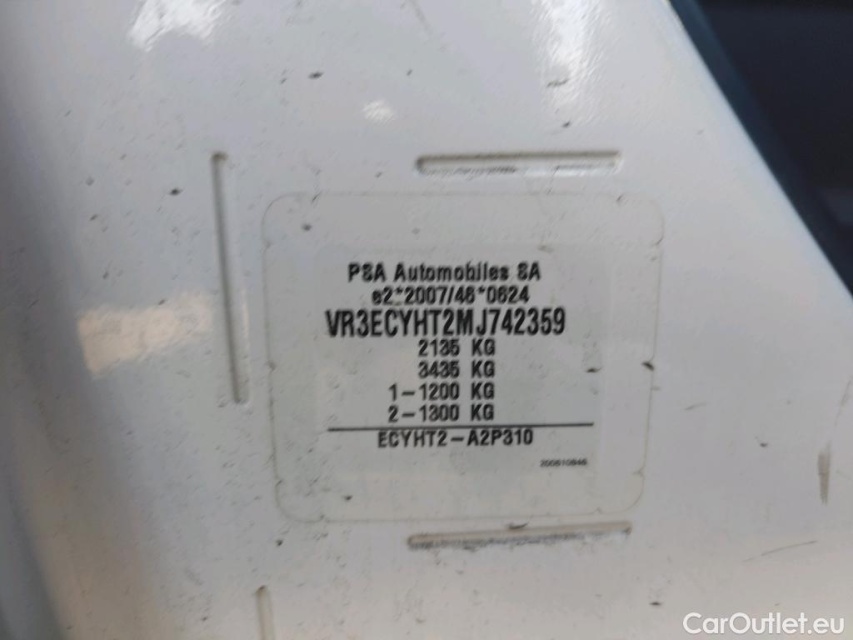 PSA Automobiles SA
e2*2007/46*0624
VR3ECYHT2MJ742359
2135 KG
3435 KG
1-1200 KG
2-1300 KG
ECYHT2-A2P310
CarOutlet.eu